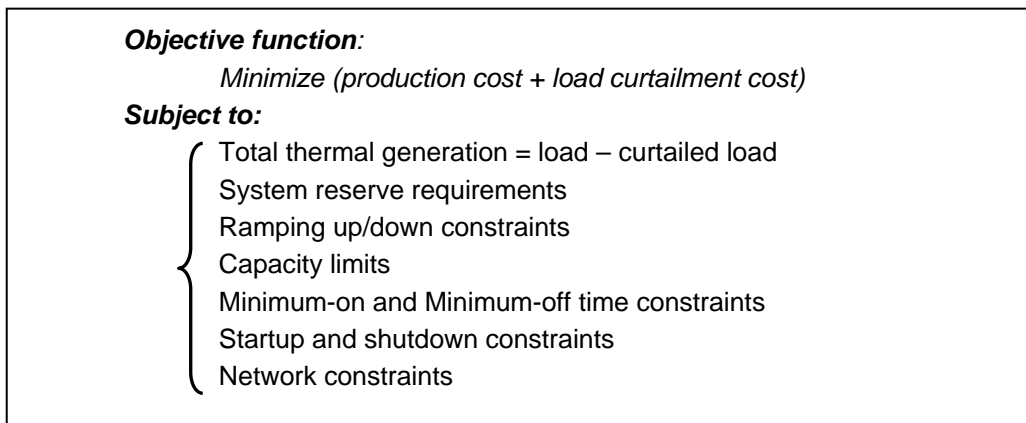 Objective function:
Minimize (production cost + load curtailment cost)
Subject to:
Total thermal generation = load – curtailed load
System reserve requirements
Ramping up/down constraints
Capacity limits
Minimum-on and Minimum-off time constraints
Startup and shutdown constraints
Network constraints